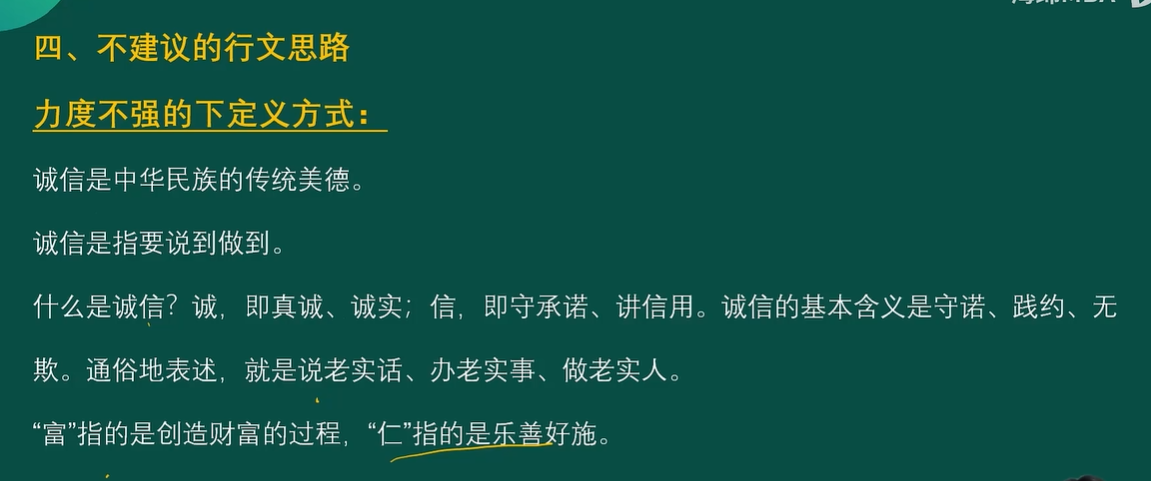 四、不建议的行文思路
力度不强的下定义方式：
诚信是中华民族的传统美德。
诚信是指要说到做到。
什么是诚信？诚，即真诚、诚实；信，即守承诺、讲信用。诚信的基本含义是守诺、践约、无
欺。通俗地表述，就是说老实话、办老实事、做老实人。
“富”指的是创造财富的过程，“仁”指的是乐善好施。